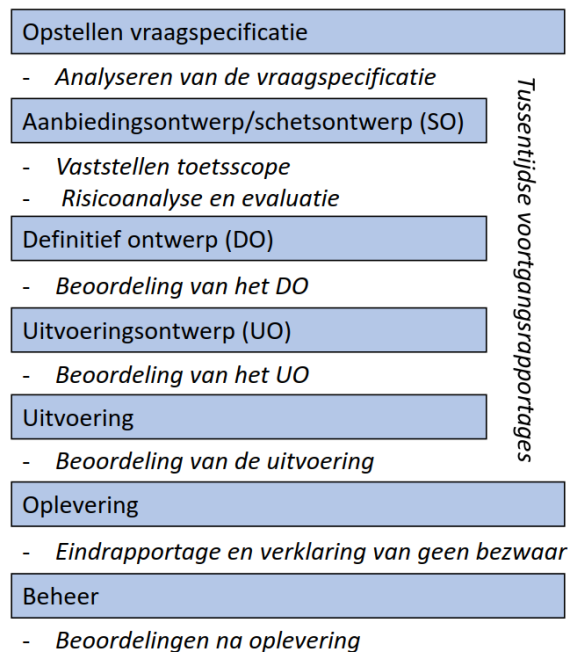 Opstellen vraagspecificatie
- Analyseren van de vraagspecificatie
Aanbiedingsontwerp/schetsontwerp (SO)
- Vaststellen toetsscope
- Risicoanalyse en evaluatie
Definitief ontwerp (DO)
- Beoordeling van het DO
Uitvoeringsontwerp (UO)
- Beoordeling van het UO
Uitvoering
- Beoordeling van de uitvoering
Oplevering
- Eindrapportage en verklaring van geen bezwaar
Beheer
- Beoordelingen na oplevering
Tussentijdse voortgangsrapportages